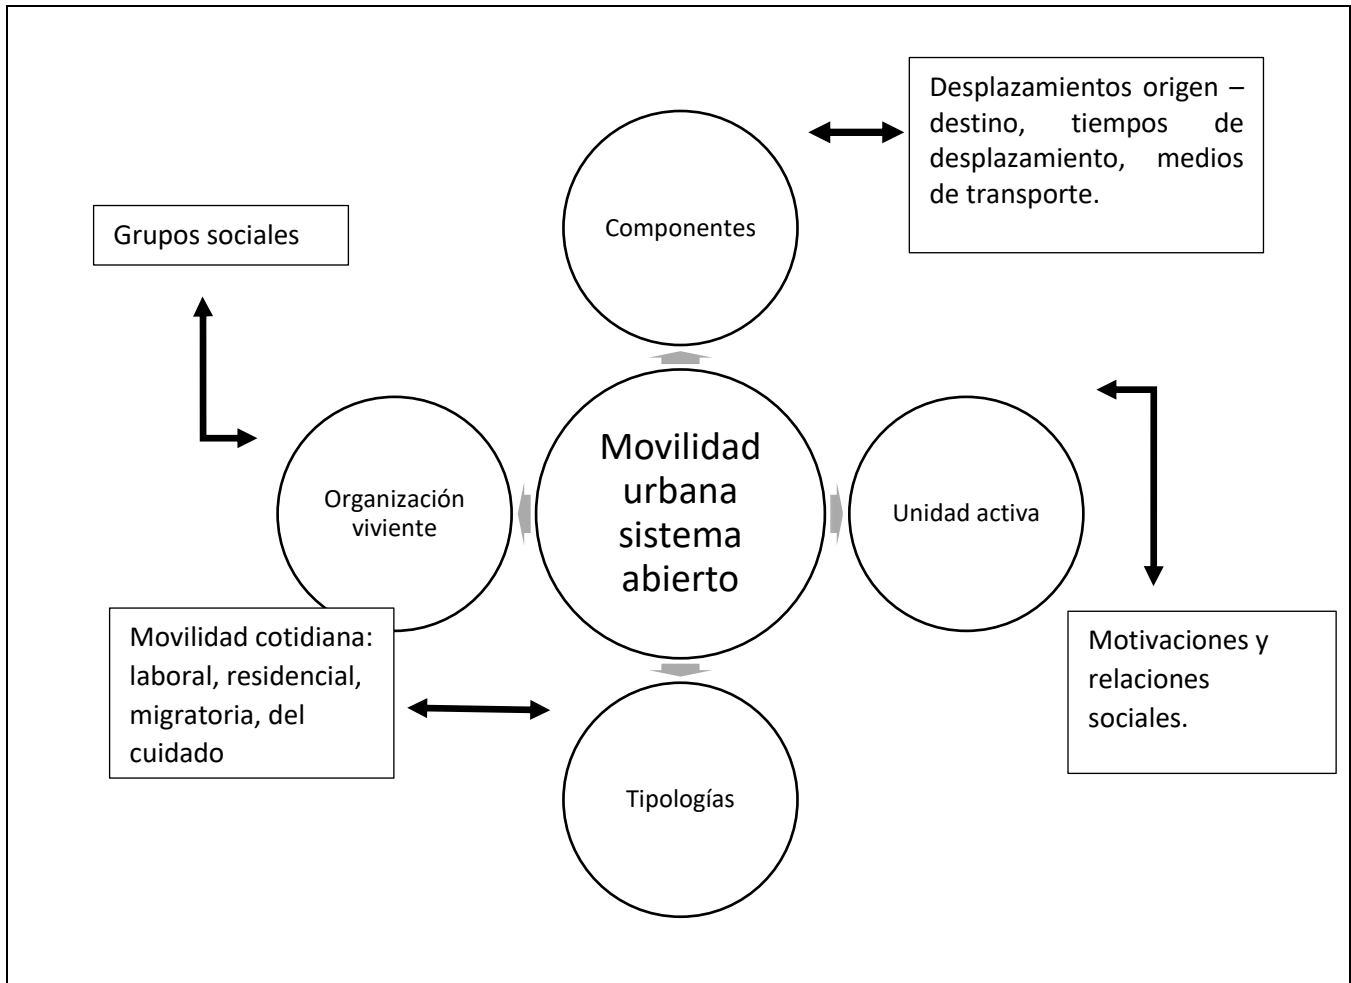 Desplazamientos origen –
destino, tiempos de
desplazamiento, medios
de transporte.
Componentes
Grupos sociales
Movilidad
urbana
sistema
abierto
Organización
viviente
Unidad activa
Movilidad cotidiana:
laboral, residencial,
migratoria, del
cuidado
Motivaciones y
relaciones
sociales.
Tipologías